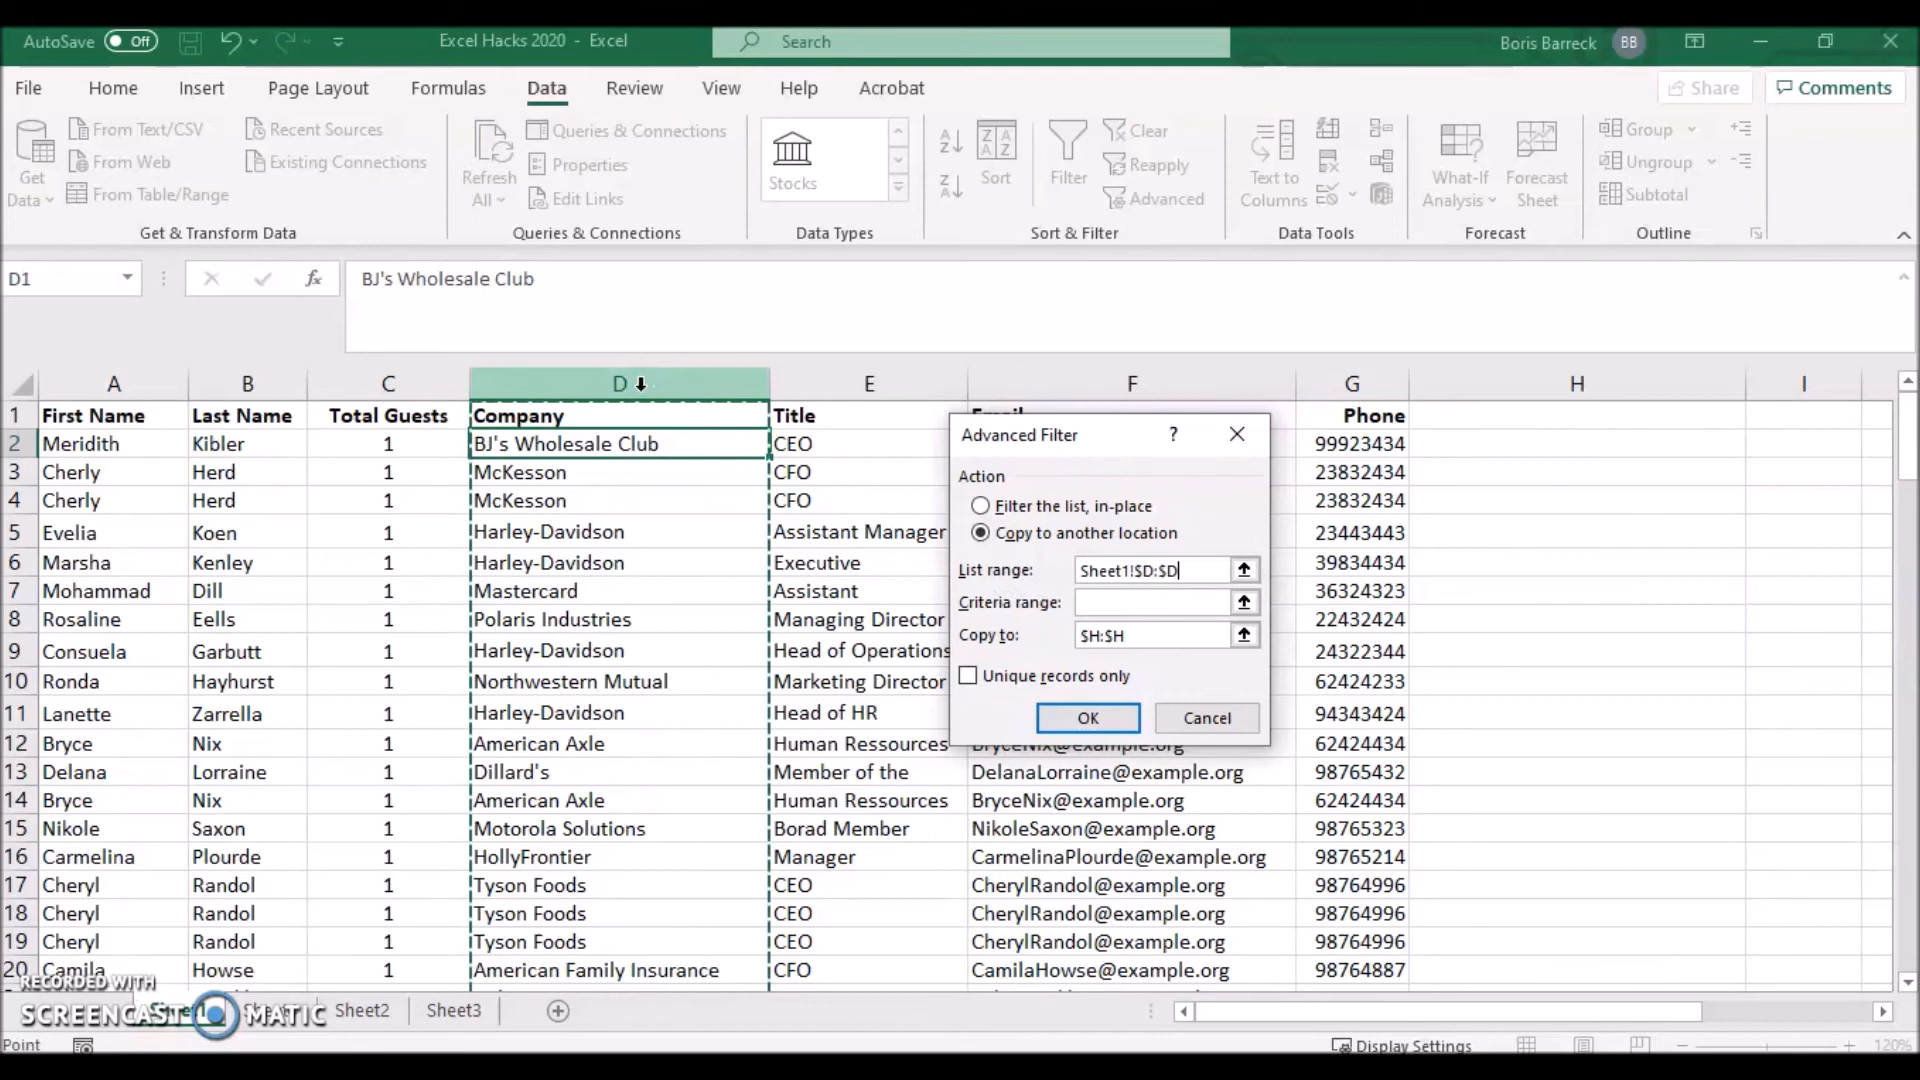 AutoSave Off Excel Hacks 2020 - Excel Search Boris Barreck BB
File Home Insert Page Layout Formulas Data Review View Help Acrobat Share Comments
Get Data From Text/CSV From Web From Table/Range Recent Sources Existing Connections
Get & Transform Data
Refresh All Queries & Connections Properties Edit Links
Queries & Connections
Stocks
Data Types
Sort Filter Clear Reapply Advanced
Sort & Filter
Text to Columns
Data Tools
What-If Analysis Forecast Sheet
Forecast
Group Ungroup Subtotal
Outline
D1 fx BJ's Wholesale Club
A B C D E F G H I
1 First Name Last Name Total Guests Company Title Phone
2 Meridith Kibler 1 BJ's Wholesale Club CEO 99923434
3 Cherly Herd 1 McKesson CFO 23832434
4 Cherly Herd 1 McKesson CFO 23832434
5 Evelia Koen 1 Harley-Davidson Assistant Manager 23443443
6 Marsha Kenley 1 Harley-Davidson Executive 39834434
7 Mohammad Dill 1 Mastercard Assistant 36324323
8 Rosaline Eells 1 Polaris Industries Managing Director 22432424
9 Consuela Garbutt 1 Harley-Davidson Head of Operations 24322344
10 Ronda Hayhurst 1 Northwestern Mutual Marketing Director 62424233
11 Lanette Zarrella 1 Harley-Davidson Head of HR 94343424
12 Bryce Nix 1 American Axle Human Ressources BryceNix@example.org 62424434
13 Delana Lorraine 1 Dillard's Member of the DelanaLorraine@example.org 98765432
14 Bryce Nix 1 American Axle Human Ressources BryceNix@example.org 62424434
15 Nikole Saxon 1 Motorola Solutions Borad Member NikoleSaxon@example.org 98765323
16 Carmelina Plourde 1 HollyFrontier Manager CarmelinaPlourde@example.org 98765214
17 Cheryl Randol 1 Tyson Foods CEO CherylRandol@example.org 98764996
18 Cheryl Randol 1 Tyson Foods CEO CherylRandol@example.org 98764996
19 Cheryl Randol 1 Tyson Foods CEO CherylRandol@example.org 98764996
20 Camila Howse 1 American Family Insurance CFO CamilaHowse@example.org 98764887
Advanced Filter ?
Action
Filter the list, in-place
Copy to another location
List range: Sheet1!$D:$D
Criteria range:
Copy to: $H:$H
Unique records only
OK Cancel
RECORDED WITH
SCREENCAST MATIC
Sheet2 Sheet3
Point Display Settings 120%